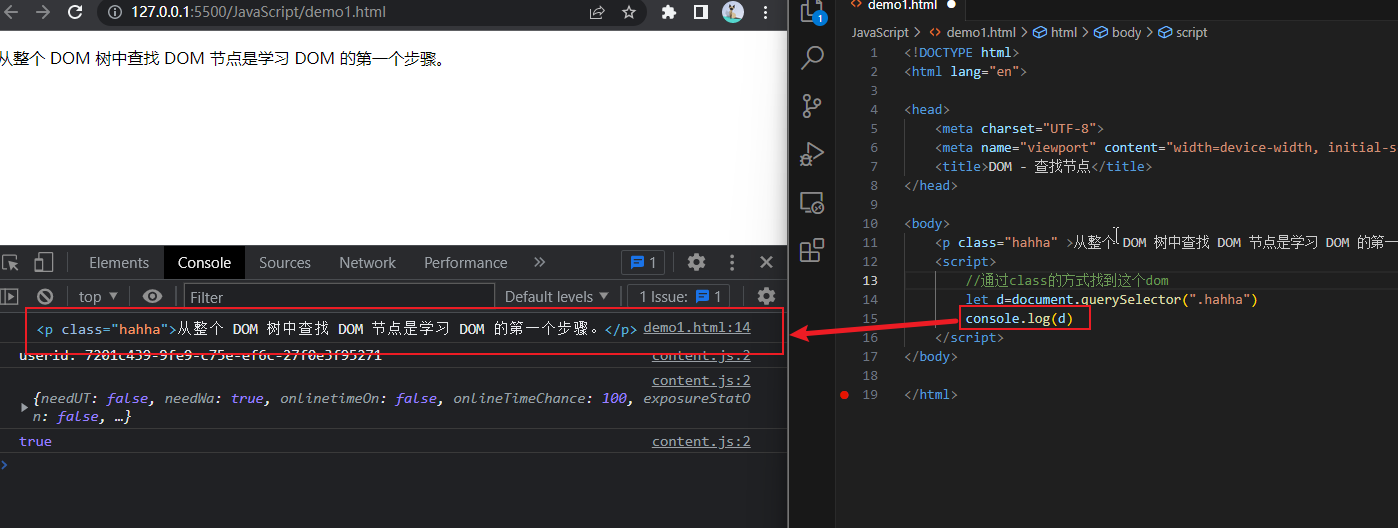 127.0.0.1:5500/JavaScript/demo1.html
从整个 DOM 树中查找 DOM 节点是学习 DOM 的第一个步骤。
Elements Console Sources Network Performance » 1
top Filter Default levels 1 Issue: 1
<p class="hahha">从整个 DOM 树中查找 DOM 节点是学习 DOM 的第一个步骤。</p> demo1.html:14
userid: 7201c439-9fe9-c75e-ef6c-27f0e3f95271 content.js:2
content.js:2
{needUT: false, needWa: true, onlinetimeOn: false, onlineTimeChance: 100, exposureStatO
n: false, …}
true content.js:2
1
demo1.html
JavaScript > demo1.html > html > body > script
1 <!DOCTYPE html>
2 <html lang="en">
3
4 <head>
5 <meta charset="UTF-8">
6 <meta name="viewport" content="width=device-width, initial-s
7 <title>DOM - 查找节点</title>
8 </head>
9
10 <body>
11 <p class="hahha" >从整个 DOM 树中查找 DOM 节点是学习 DOM 的第一
12 <script>
13 //通过class的方式找到这个dom
14 let d=document.querySelector(".hahha")
15 console.log(d)
16 </script>
17 </body>
18
19 </html>